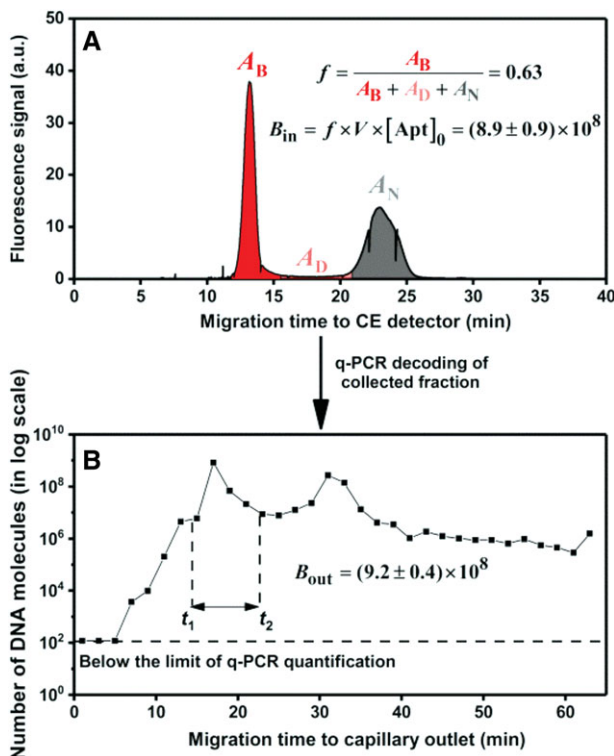 A
50
40
30
20
10
0
Fluorescence signal (a.u.)
A_B
f = A_B / (A_B + A_D + A_N) = 0.63
B_in = f × V × [Apt]_0 = (8.9 ± 0.9) × 10^8
A_N
A_D
0 5 10 15 20 25 30 35 40
Migration time to CE detector (min)
q-PCR decoding of
collected fraction
B
10^10
10^8
10^6
10^4
10^2
10^0
Number of DNA molecules (in log scale)
B_out = (9.2 ± 0.4) × 10^8
t_1 t_2
Below the limit of q-PCR quantification
0 10 20 30 40 50 60
Migration time to capillary outlet (min)